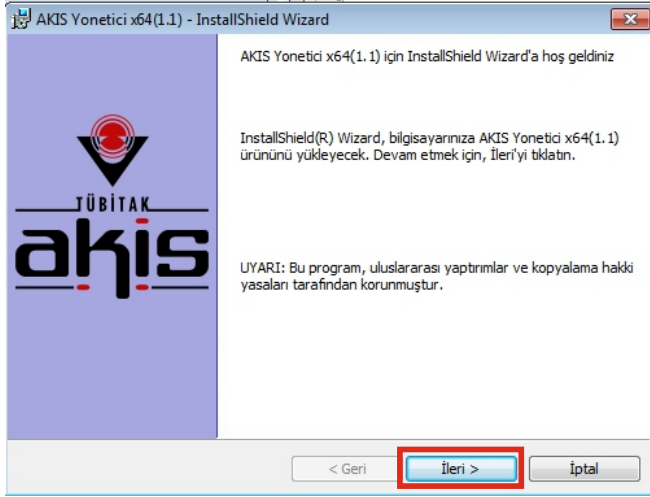 AKIS Yonetici x64(1.1) - InstallShield Wizard
AKIS Yonetici x64(1.1) için InstallShield Wizard'a hoş geldiniz
InstallShield(R) Wizard, bilgisayarınıza AKIS Yonetici x64(1.1)
ürününü yükleyecek. Devam etmek için, İleri'yi tıklatın.
TÜBİTAK
akis
UYARI: Bu program, uluslararası yaptırımlar ve kopyalama hakki
yasaları tarafından korunmuştur.
< Geri
İleri >
İptal